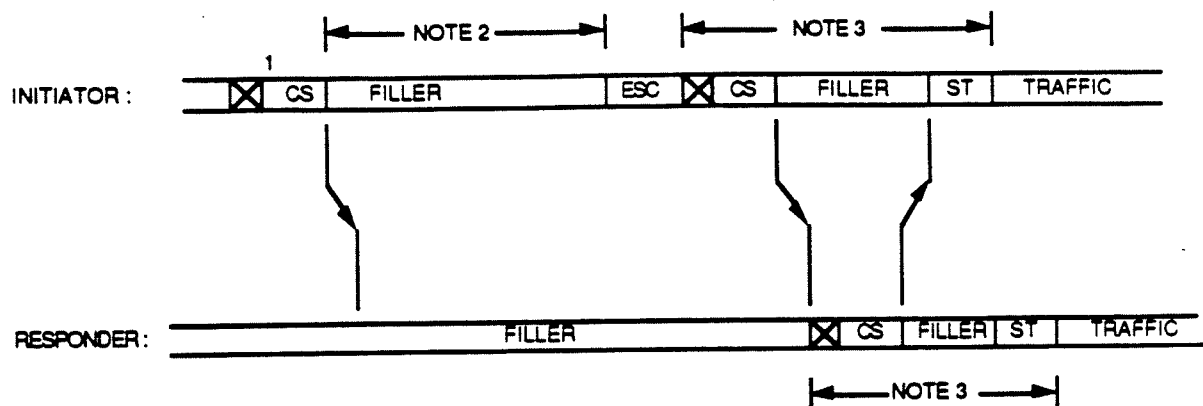 NOTE 2 NOTE 3
1
INITIATOR : CS FILLER ESC CS FILLER ST TRAFFIC
RESPONDER : FILLER CS FILLER ST TRAFFIC
NOTE 3